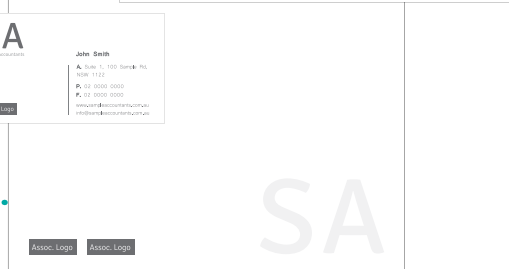 A
accountants
John Smith
A. Suite 1, 100 Sample Rd,
NSW 1122
P. 02 0000 0000
F. 02 0000 0000
www.sampleaccountants.com.au
info@sampleaccountants.com.au
Logo
SA
Assoc. Logo Assoc. Logo